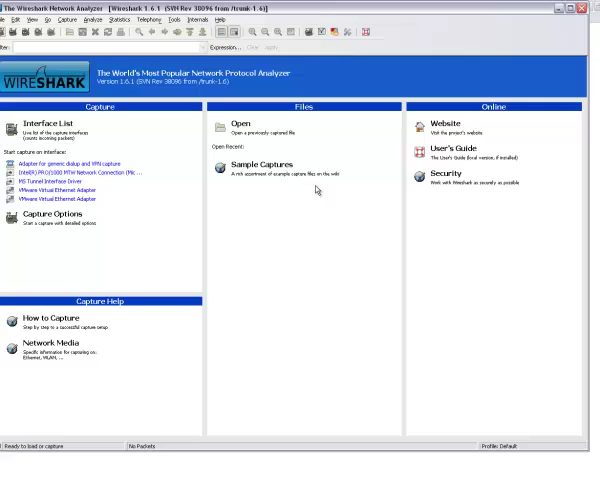 The Wireshark Network Analyzer [Wireshark 1.6.1 (SVN Rev 38096 from /trunk-1.6)]
Edit View Go Capture Analyze Statistics Telephony Tools Internals Help
Expression... Clear Apply
WIRESHARK
The World's Most Popular Network Protocol Analyzer
Version 1.6.1 (SVN Rev 38096 from /trunk-1.6)
Capture
Interface List
Live list of the capture interfaces
(counts incoming packets)
Start capture on interface:
Adapter for generic dialup and VPN capture
Intel(R) PRO/1000 MTW Network Connection (Mic ...
MS Tunnel Interface Driver
VMware Virtual Ethernet Adapter
VMware Virtual Ethernet Adapter
Capture Options
Start a capture with detailed options
Capture Help
How to Capture
Step by step to a successful capture setup
Network Media
Specific information for capturing on:
Ethernet, WLAN, ...
Files
Open
Open a previously captured file
Open Recent:
Sample Captures
A rich assortment of example capture files on the wiki
Online
Website
Visit the project's website
User's Guide
The User's Guide (local version, if installed)
Security
Work with Wireshark as securely as possible
Ready to load or capture
No Packets
Profile: Default